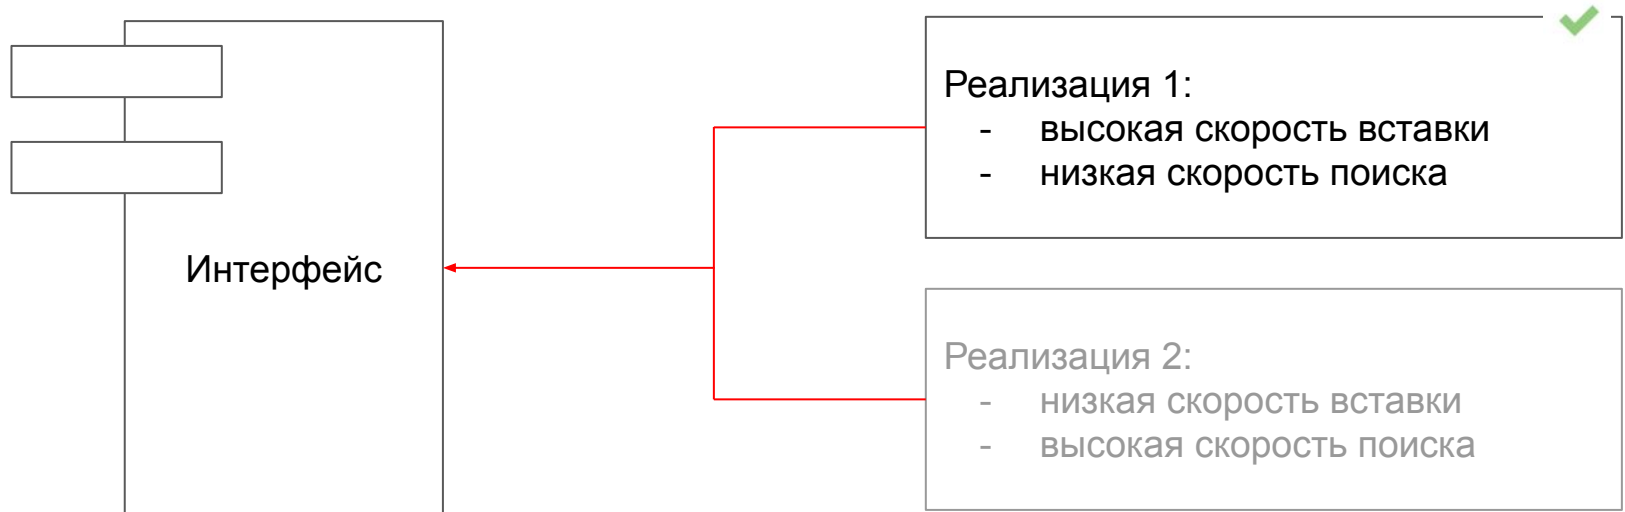 Интерфейс
Реализация 1:
- высокая скорость вставки
- низкая скорость поиска
Реализация 2:
- низкая скорость вставки
- высокая скорость поиска